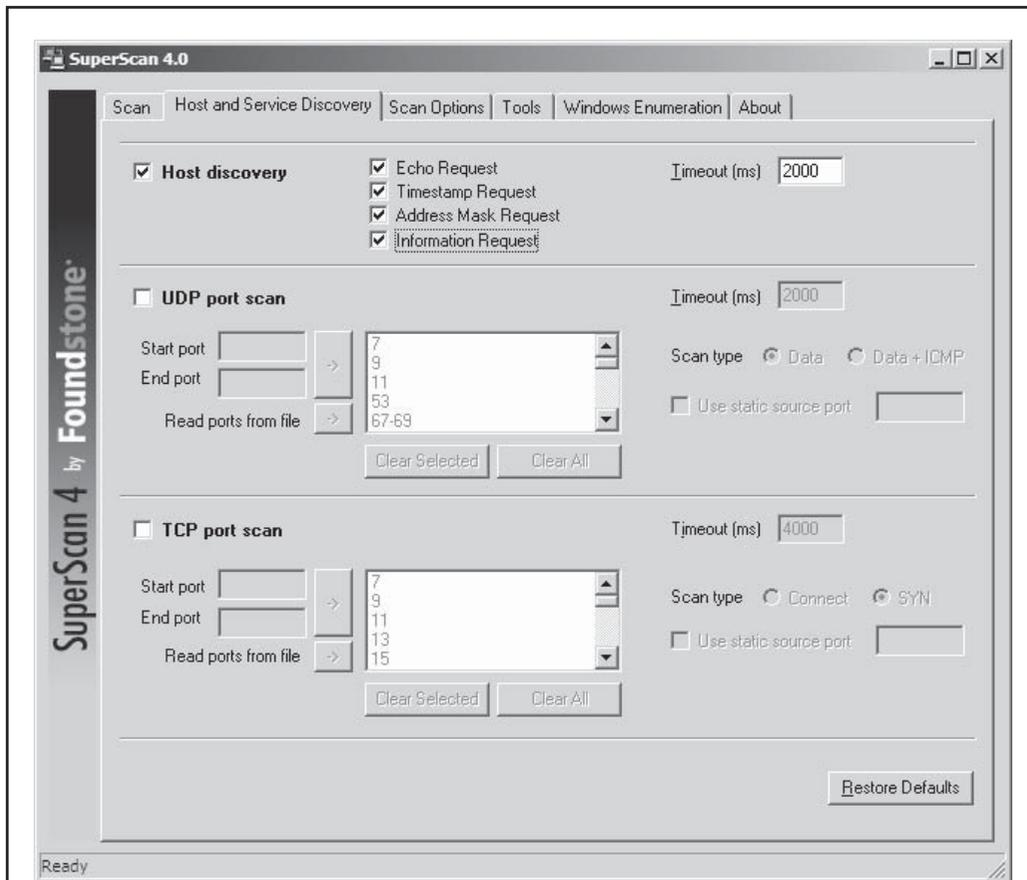 SuperScan 4.0
Scan Host and Service Discovery Scan Options Tools Windows Enumeration About
Host discovery
Echo Request
Timestamp Request
Address Mask Request
Information Request
Timeout (ms) 2000
UDP port scan
Timeout (ms) 2000
Start port
End port
Read ports from file
->
->
7
9
11
53
67-69
Clear Selected Clear All
Scan type Data Data + ICMP
Use static source port
TCP port scan
Timeout (ms) 4000
Start port
End port
Read ports from file
->
->
7
9
11
13
15
Clear Selected Clear All
Scan type Connect SYN
Use static source port
Restore Defaults
SuperScan 4 by Foundstone
Ready